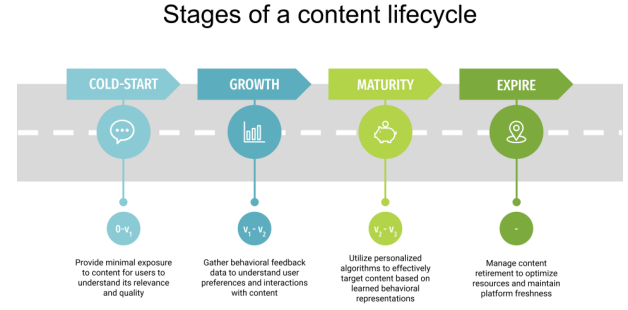 Stages of a content lifecycle
COLD-START
GROWTH
MATURITY
EXPIRE
0-v₁
v₁ - v₂
v₂ - v₃
-
Provide minimal exposure
to content for users to
understand its relevance
and quality
Gather behavioral feedback
data to understand user
preferences and interactions
with content
Utilize personalized
algorithms to effectively
target content based on
learned behavioral
representations
Manage content
retirement to optimize
resources and maintain
platform freshness